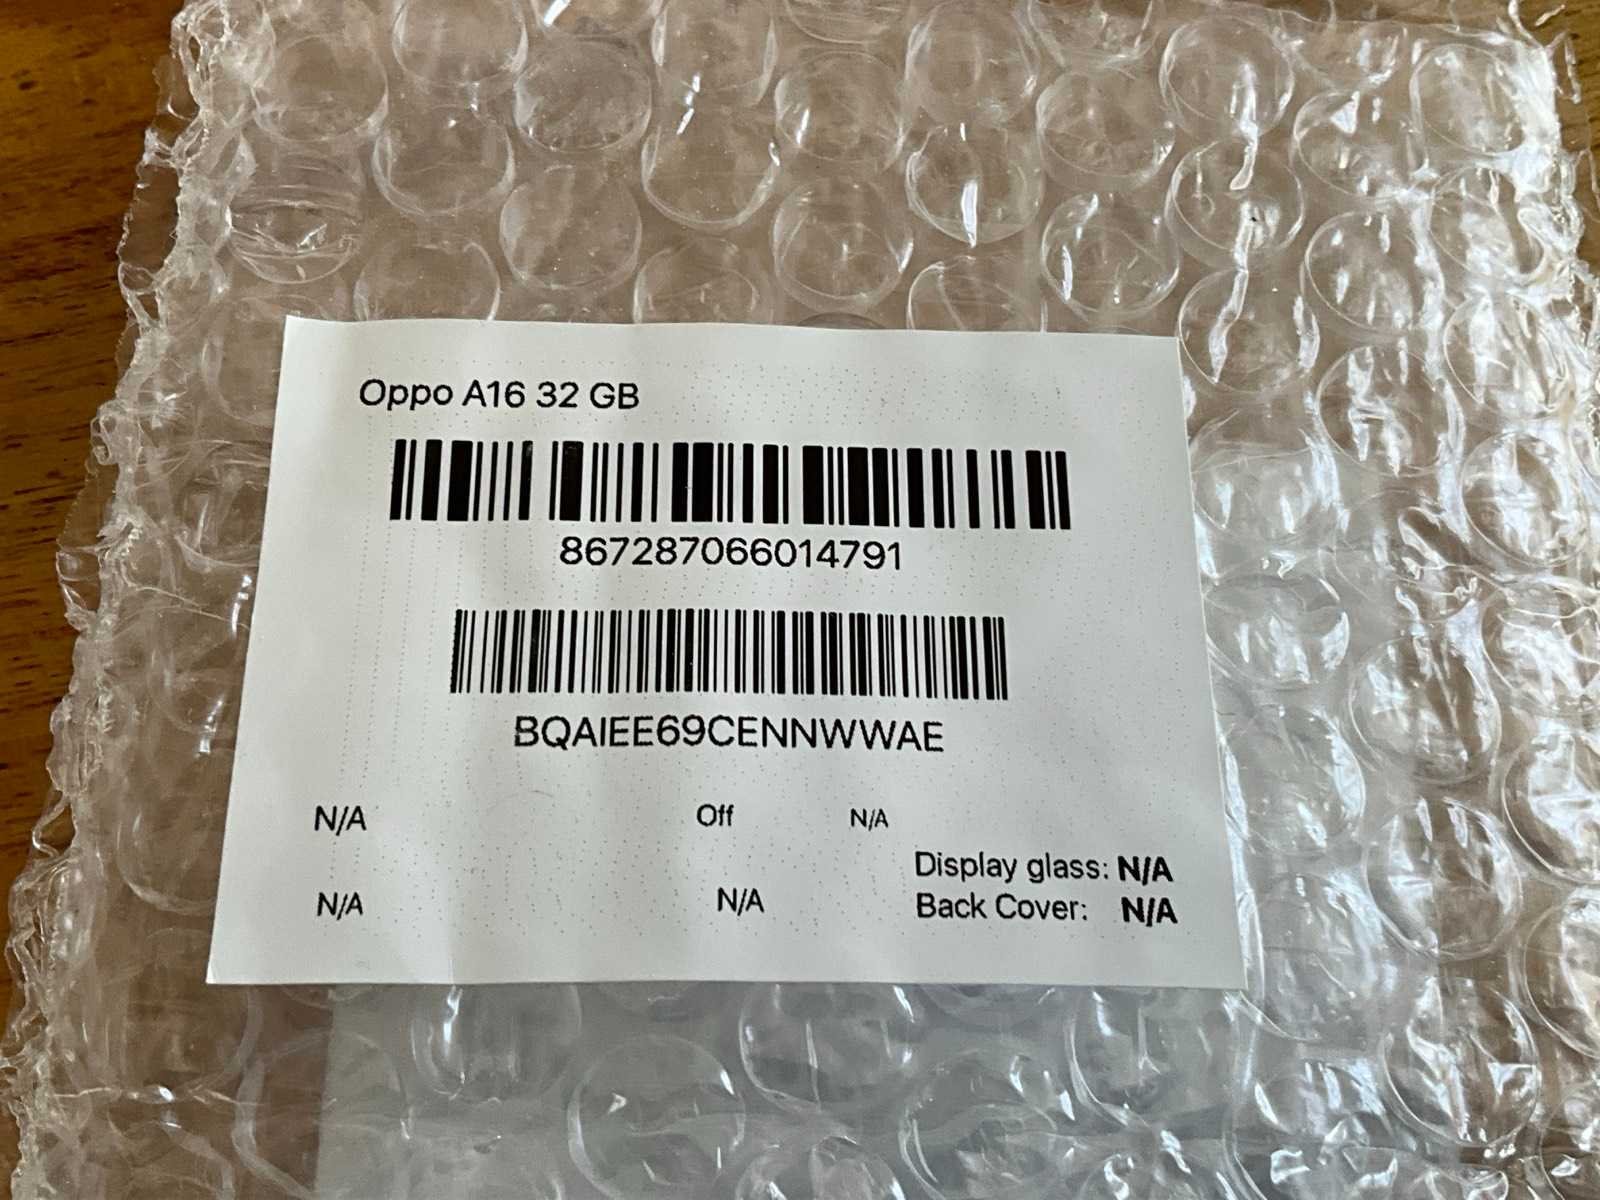 Oppo A16 32 GB
867287066014791
BQAIEE69CENNWWAE
N/A Off N/A
Display glass: N/A
N/A N/A Back Cover: N/A